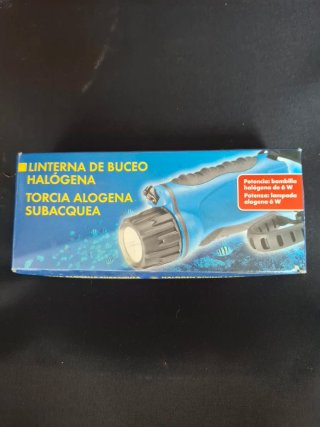 LINTERNA DE BUCEO
HALÓGENA
TORCIA ALOGENA
SUBACQUEA
Potencia: bombilla
halógena de 6 W
Potenza: lampada
alogena 6 W